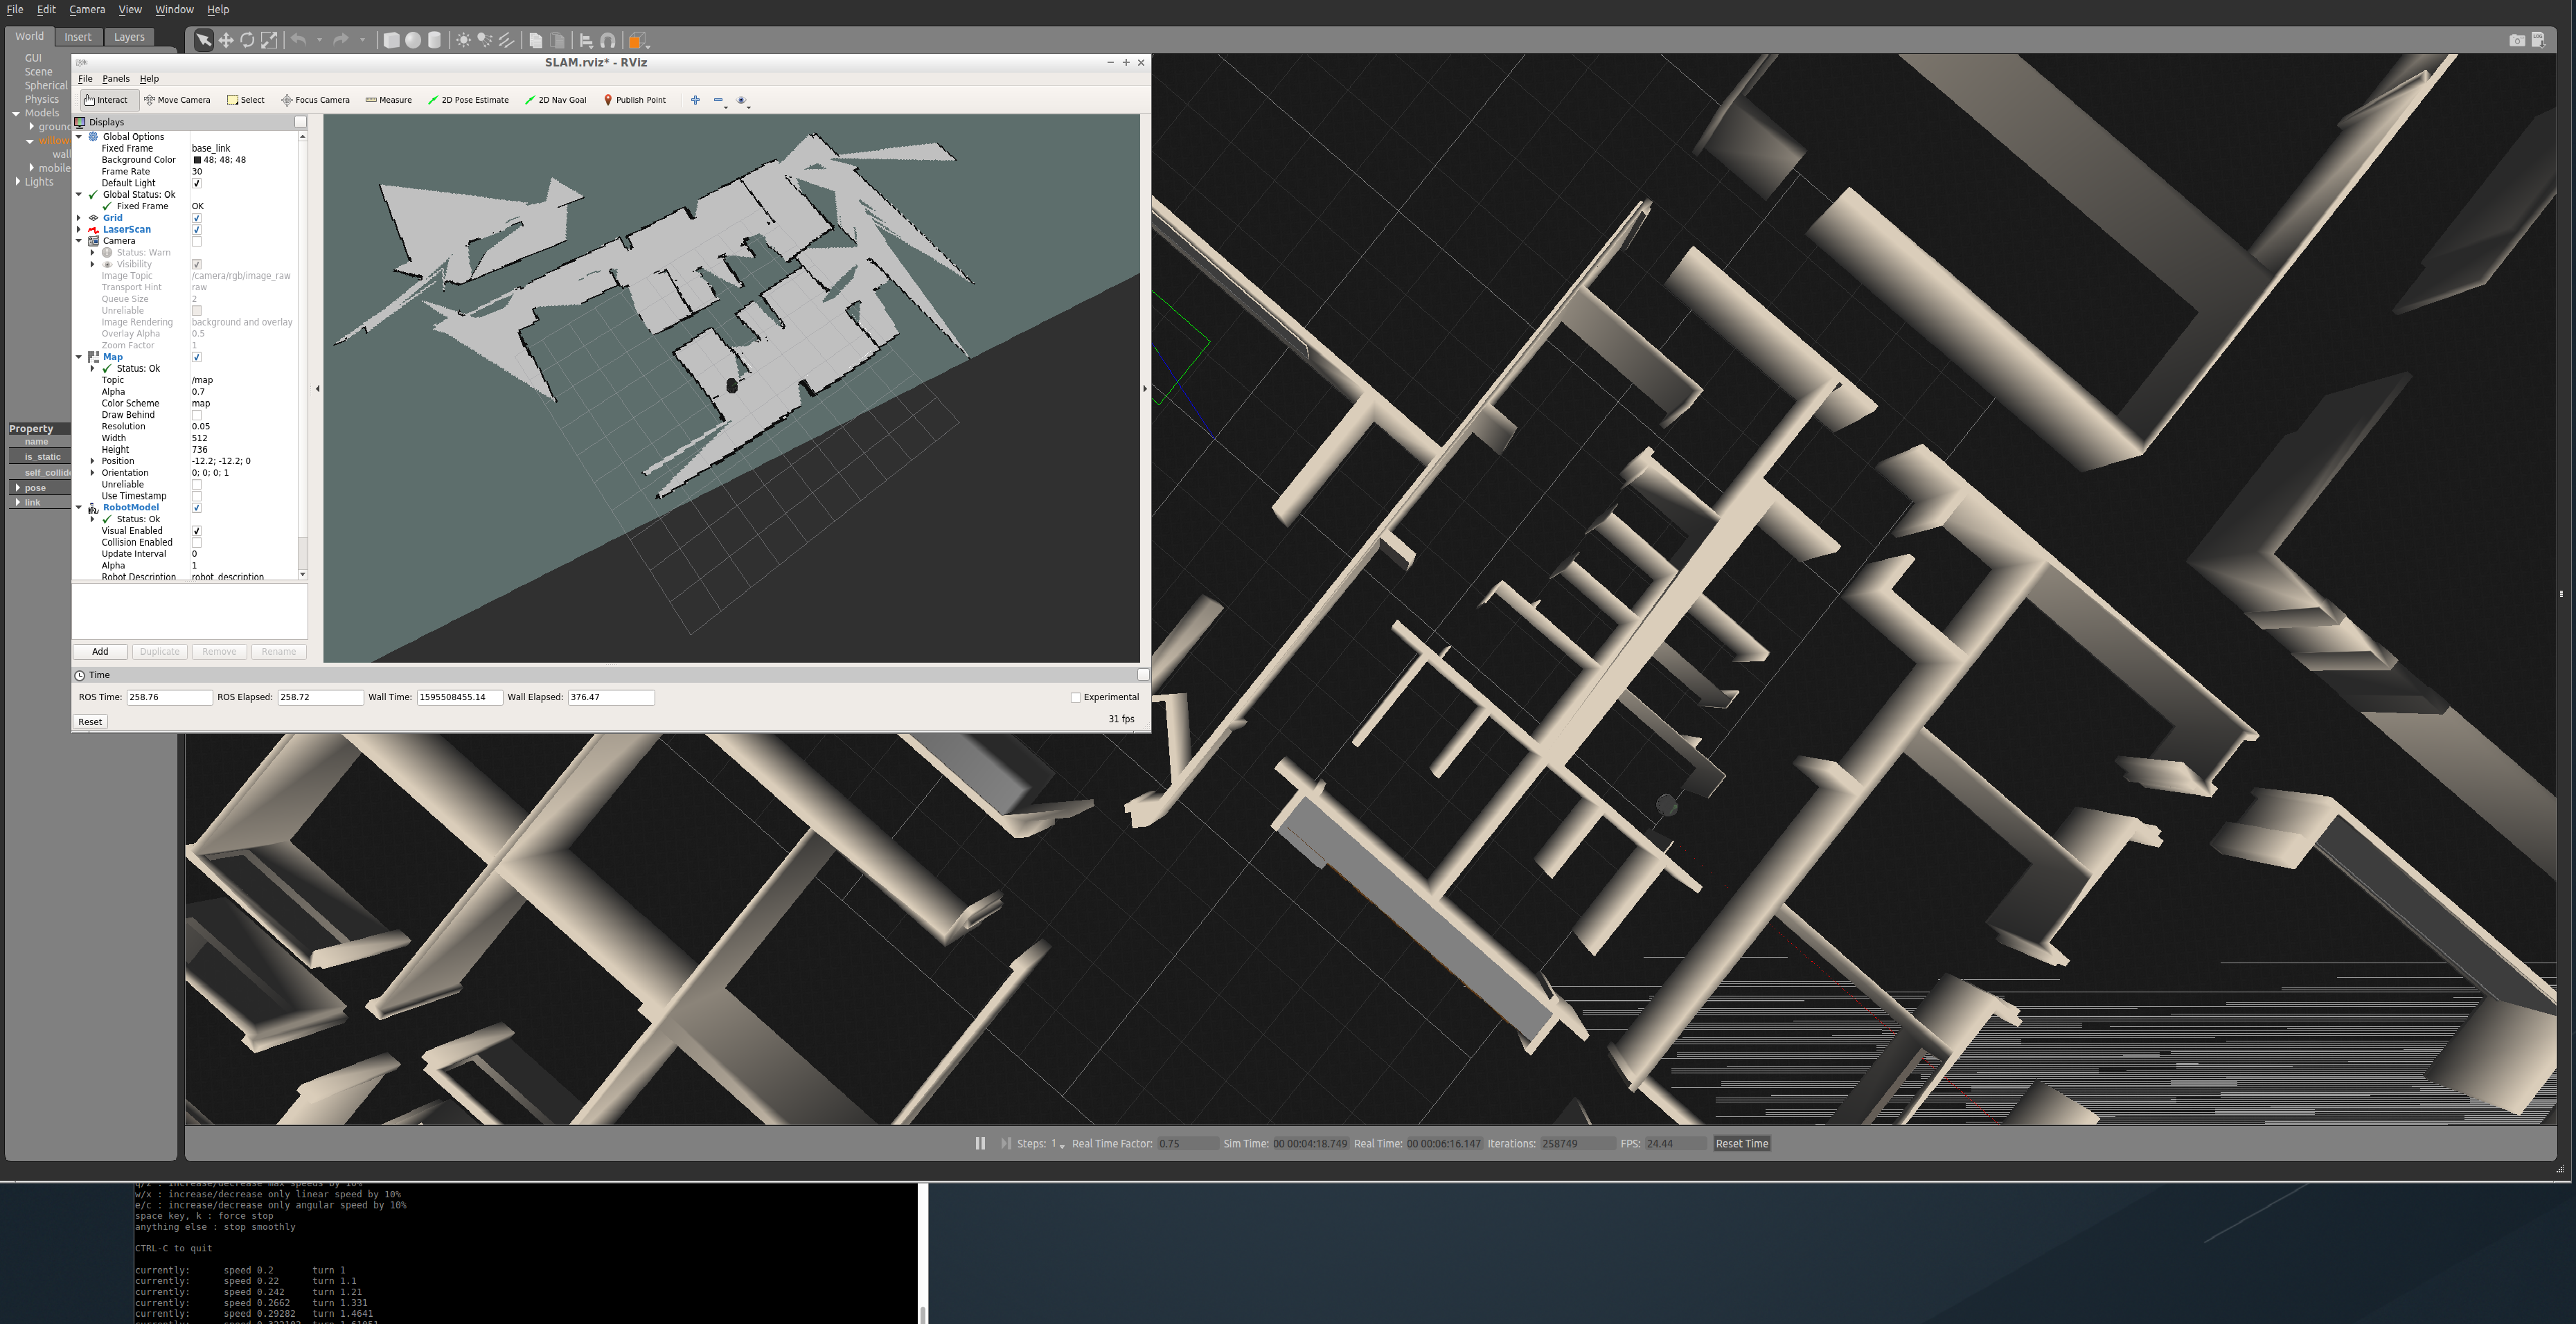 File Edit Camera View Window Help
World Insert Layers
GUI
Scene
Spherical
Physics
Models
wall
Lights
Property
name
is_static
pose
link
SLAM.rviz* - RViz
File Panels Help
Interact Move Camera Select Focus Camera Measure 2D Pose Estimate 2D Nav Goal Publish Point
Displays
Global Options
Fixed Frame base_link
Background Color 48; 48; 48
Frame Rate 30
Default Light
Global Status: Ok
Fixed Frame OK
Grid
LaserScan
Camera
Status: Warn
Visibility
Image Topic /camera/rgb/image_raw
Transport Hint raw
Queue Size 2
Unreliable
Image Rendering background and overlay
Overlay Alpha 0.5
Zoom Factor 1
Map
Status: Ok
Topic /map
Alpha 0.7
Color Scheme map
Draw Behind
Resolution 0.05
Width 512
Height 736
Position -12.2; -12.2; 0
Orientation 0; 0; 0; 1
Unreliable
Use Timestamp
RobotModel
Status: Ok
Visual Enabled
Collision Enabled
Update Interval 0
Alpha 1
Robot Description robot_description
Add Duplicate Remove Rename
Time
ROS Time: 258.76 ROS Elapsed: 258.72 Wall Time: 1595508455.14 Wall Elapsed: 376.47 Experimental
Reset 31 fps
Steps: 1 Real Time Factor: 0.75 Sim Time: 00 00:04:18.749 Real Time: 00 00:06:16.147 Iterations: 258749 FPS: 24.44 Reset Time
q/z : increase/decrease max speeds by 10%
w/x : increase/decrease only linear speed by 10%
e/c : increase/decrease only angular speed by 10%
space key, k : force stop
anything else : stop smoothly
CTRL-C to quit
currently: speed 0.2 turn 1
currently: speed 0.22 turn 1.1
currently: speed 0.242 turn 1.21
currently: speed 0.2662 turn 1.331
currently: speed 0.29282 turn 1.4641